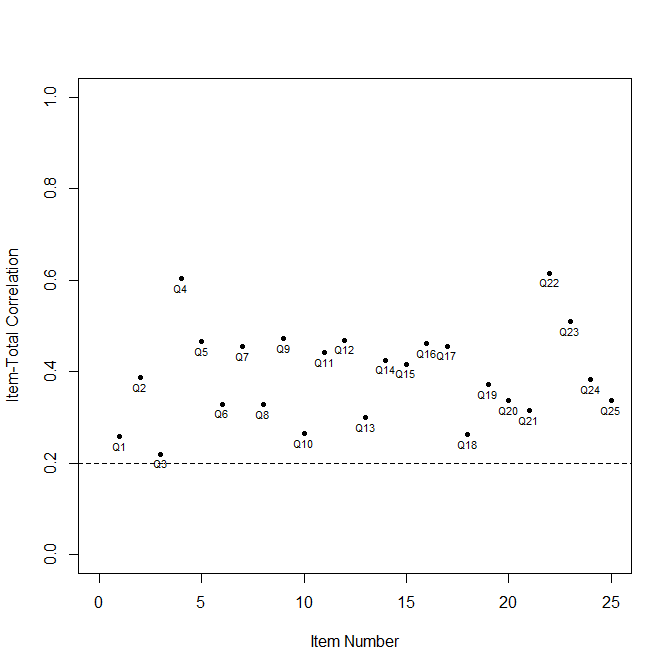 Item-Total Correlation
1.0
0.8
0.6
0.4
0.2
0.0
Q1
Q2
Q3
Q4
Q5
Q6
Q7
Q8
Q9
Q10
Q11
Q12
Q13
Q14
Q15
Q16
Q17
Q18
Q19
Q20
Q21
Q22
Q23
Q24
Q25
0 5 10 15 20 25
Item Number